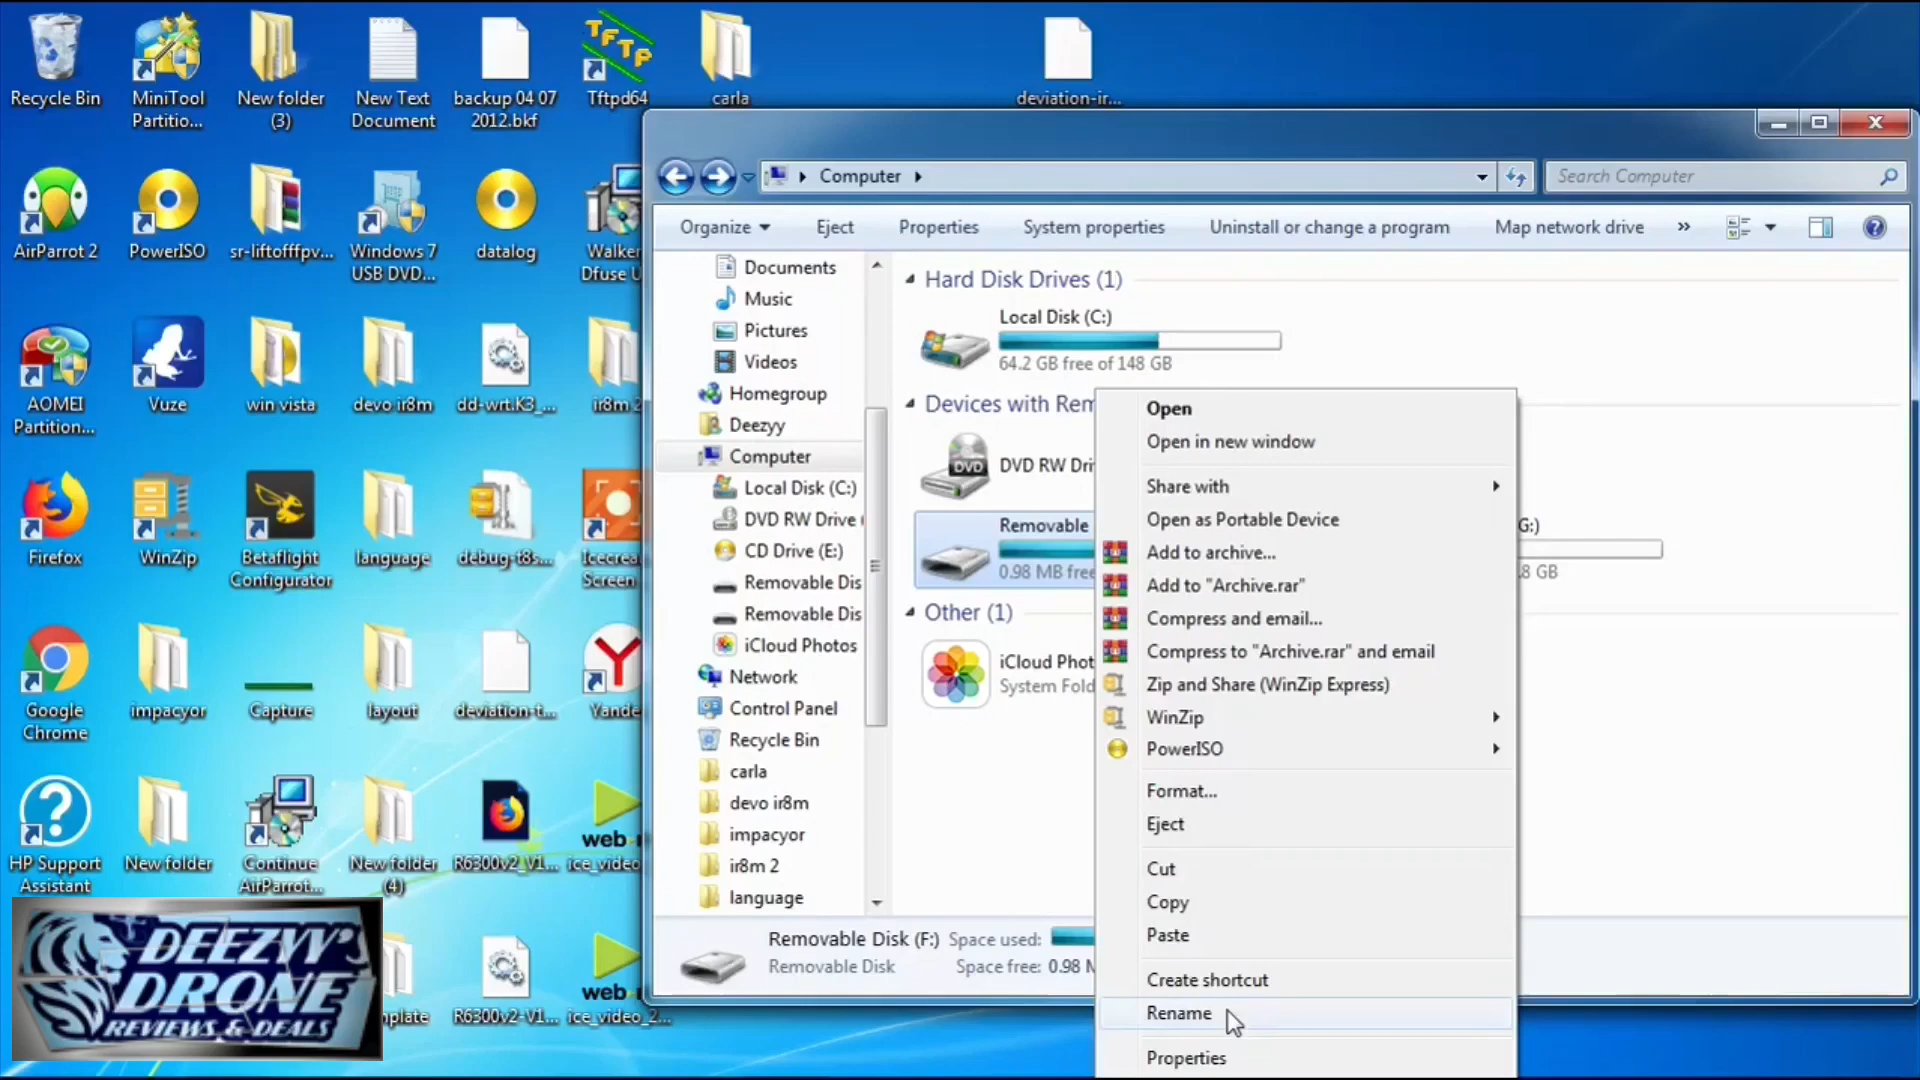 Recycle Bin
MiniTool
Partitio...
New folder
(3)
New Text
Document
backup 04 07
2012.bkf
TFTP
Tftpd64
carla
deviation-ir...
AirParrot 2
PowerISO
sr-liftofffpv...
Windows 7
USB DVD...
datalog
Walker
Dfuse U
AOMEI
Partition...
Vuze
win vista
devo ir8m
dd-wrt.K3_...
ir8m 2
Firefox
WinZip
Betaflight
Configurator
language
debug-t8s...
Icecrea
Screen
Google
Chrome
impacyor
Capture
layout
deviation-t...
Yande
HP Support
Assistant
New folder
Continue
AirParrot...
New folder
(4)
R6300v2_V1...
web
ice_video
mplate
R6300v2-V1...
web
ice_video_2...
DEEZYY'S
DRONE
REVIEWS & DEALS
Computer
Search Computer
Organize
Eject
Properties
System properties
Uninstall or change a program
Map network drive
»
Documents
Music
Pictures
Videos
Homegroup
Deezyy
Computer
Local Disk (C:)
DVD RW Drive (
CD Drive (E:)
Removable Dis
Removable Dis
iCloud Photos
Network
Control Panel
Recycle Bin
carla
devo ir8m
impacyor
ir8m 2
language
Hard Disk Drives (1)
Local Disk (C:)
64.2 GB free of 148 GB
Devices with Rem
DVD
DVD RW Dri
Removable
0.98 MB free
G:)
.8 GB
Other (1)
iCloud Phot
System Fold
Open
Open in new window
Share with
Open as Portable Device
Add to archive...
Add to "Archive.rar"
Compress and email...
Compress to "Archive.rar" and email
Zip and Share (WinZip Express)
WinZip
PowerISO
Format...
Eject
Cut
Copy
Paste
Create shortcut
Rename
Properties
Removable Disk (F:) Space used:
Removable Disk Space free: 0.98 M